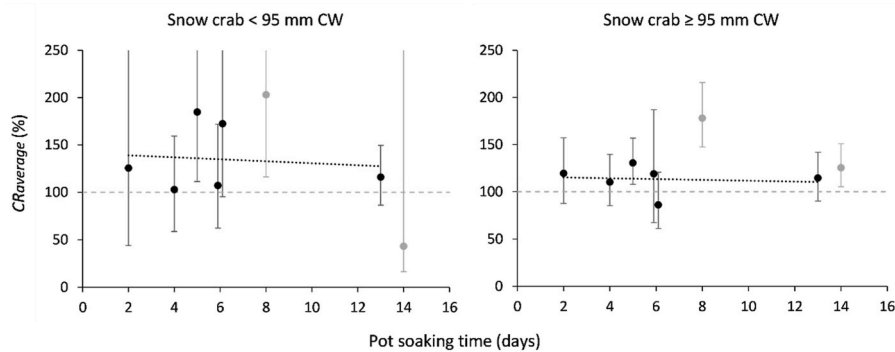 Snow crab < 95 mm CW
Snow crab ≥ 95 mm CW
CRaverage (%)
250
200
150
100
50
0
0 2 4 6 8 10 12 14 16
250
200
150
100
50
0
0 2 4 6 8 10 12 14 16
Pot soaking time (days)